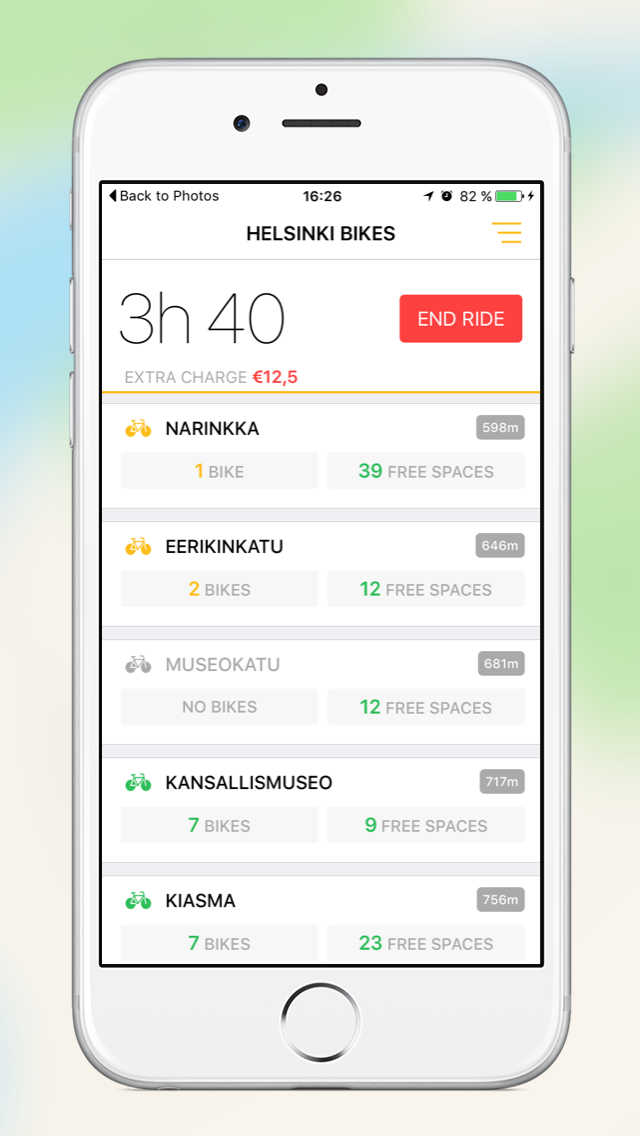 Back to Photos 16:26 82 %
HELSINKI BIKES
3h 40 END RIDE
EXTRA CHARGE €12,5
NARINKKA 598m
1 BIKE 39 FREE SPACES
EERIKINKATU 646m
2 BIKES 12 FREE SPACES
MUSEOKATU 681m
NO BIKES 12 FREE SPACES
KANSALLISMUSEO 717m
7 BIKES 9 FREE SPACES
KIASMA 756m
7 BIKES 23 FREE SPACES